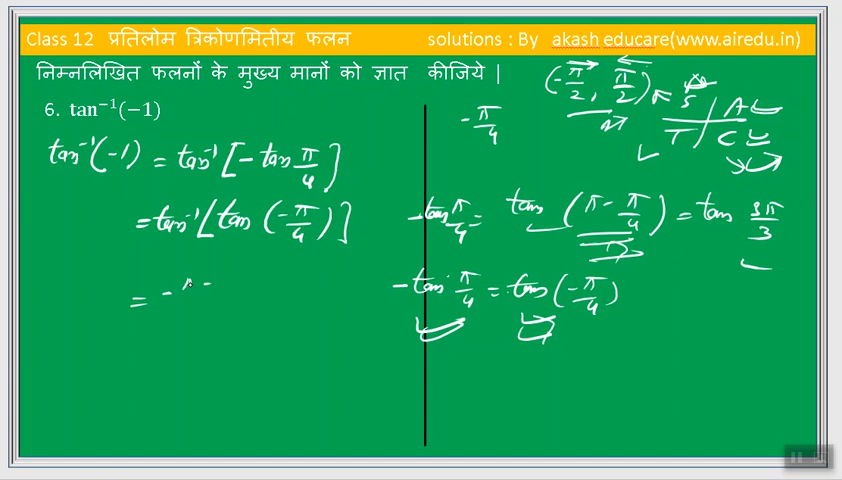 Class 12 प्रतिलोम त्रिकोणमितीय फलन solutions : By akash educare(www.airedu.in)
निम्नलिखित फलनों के मुख्य मानों को ज्ञात कीजिये |
6. tan⁻¹(−1)
tan⁻¹(-1) = tan⁻¹[-tan π/4]
= tan⁻¹[tan (-π/4)]
= -
(-π/2, π/2)
-π/4
S | A
T | C
-tan π/4 = tan (π - π/4) = tan 3π/3
-tan π/4 = tan(-π/4)